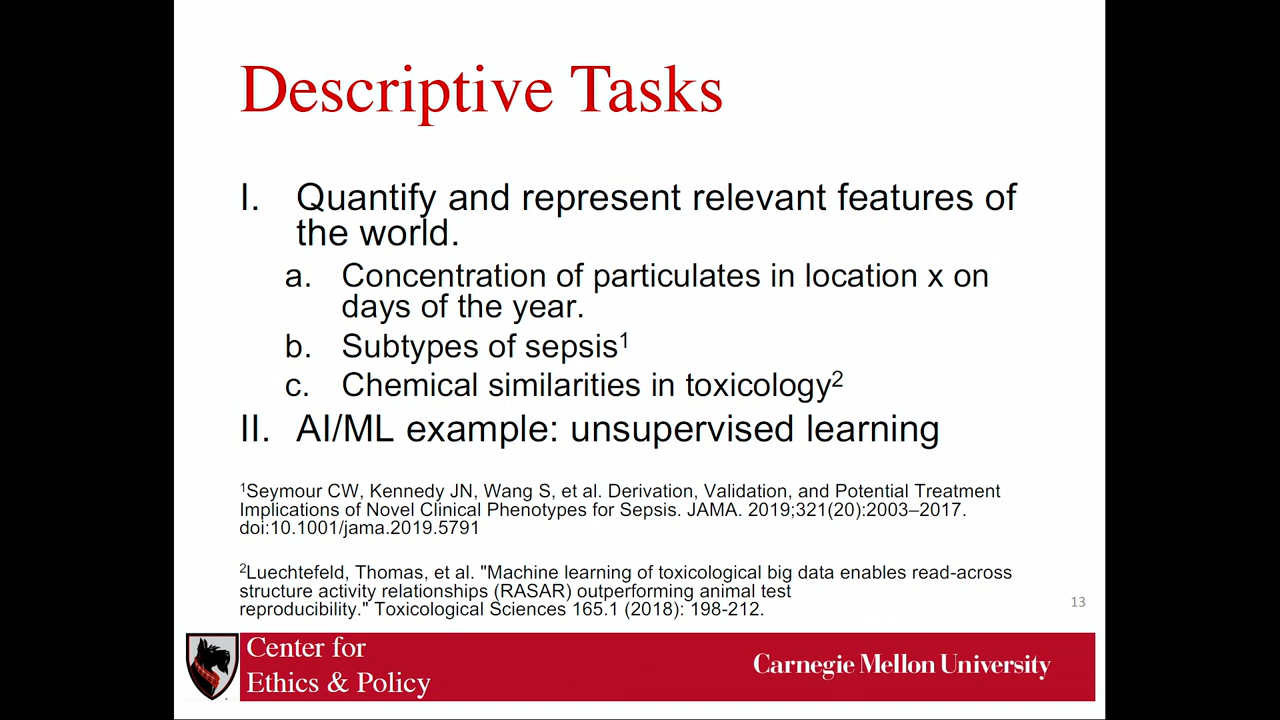 Descriptive Tasks
I. Quantify and represent relevant features of
the world.
a. Concentration of particulates in location x on
days of the year.
b. Subtypes of sepsis¹
c. Chemical similarities in toxicology²
II. AI/ML example: unsupervised learning
¹Seymour CW, Kennedy JN, Wang S, et al. Derivation, Validation, and Potential Treatment
Implications of Novel Clinical Phenotypes for Sepsis. JAMA. 2019;321(20):2003–2017.
doi:10.1001/jama.2019.5791
²Luechtefeld, Thomas, et al. "Machine learning of toxicological big data enables read-across
structure activity relationships (RASAR) outperforming animal test
reproducibility." Toxicological Sciences 165.1 (2018): 198-212.
13
Center for
Ethics & Policy
Carnegie Mellon University